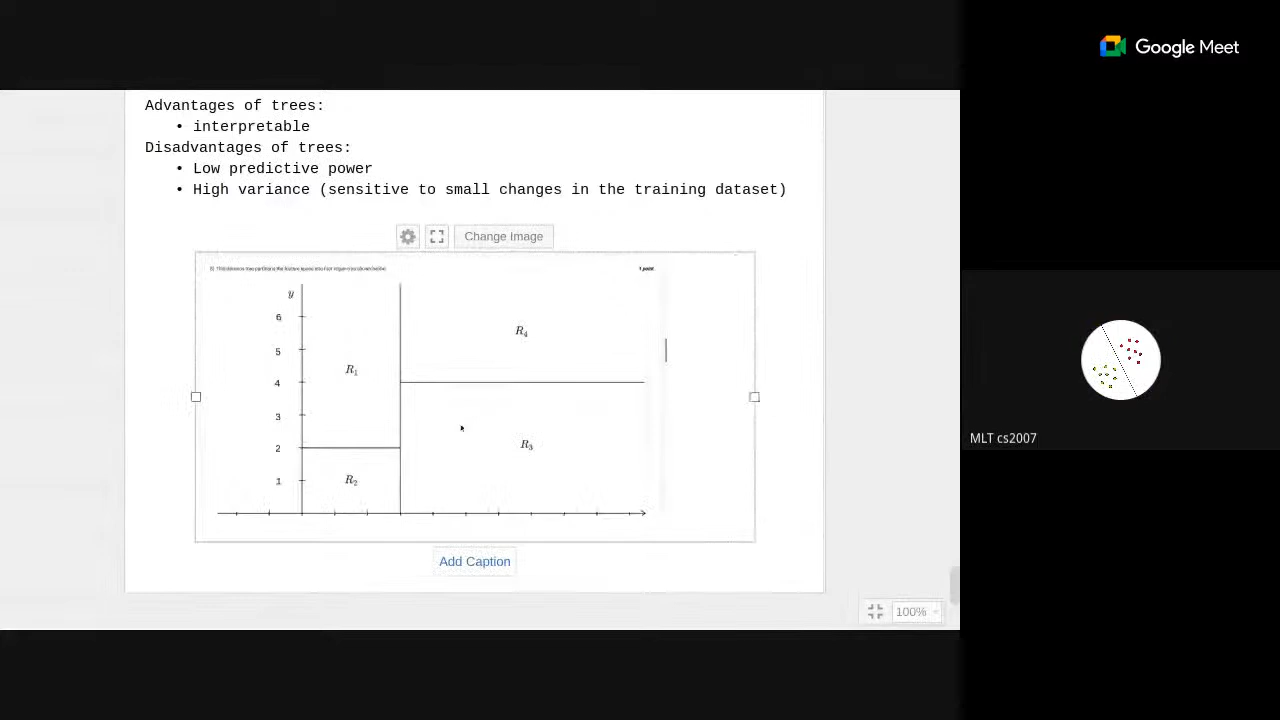 Google Meet
Advantages of trees:
• interpretable
Disadvantages of trees:
• Low predictive power
• High variance (sensitive to small changes in the training dataset)
Change Image
1 point
y
6
R4
5
R1
4
3
R3
2
R2
1
MLT cs2007
Add Caption
100%